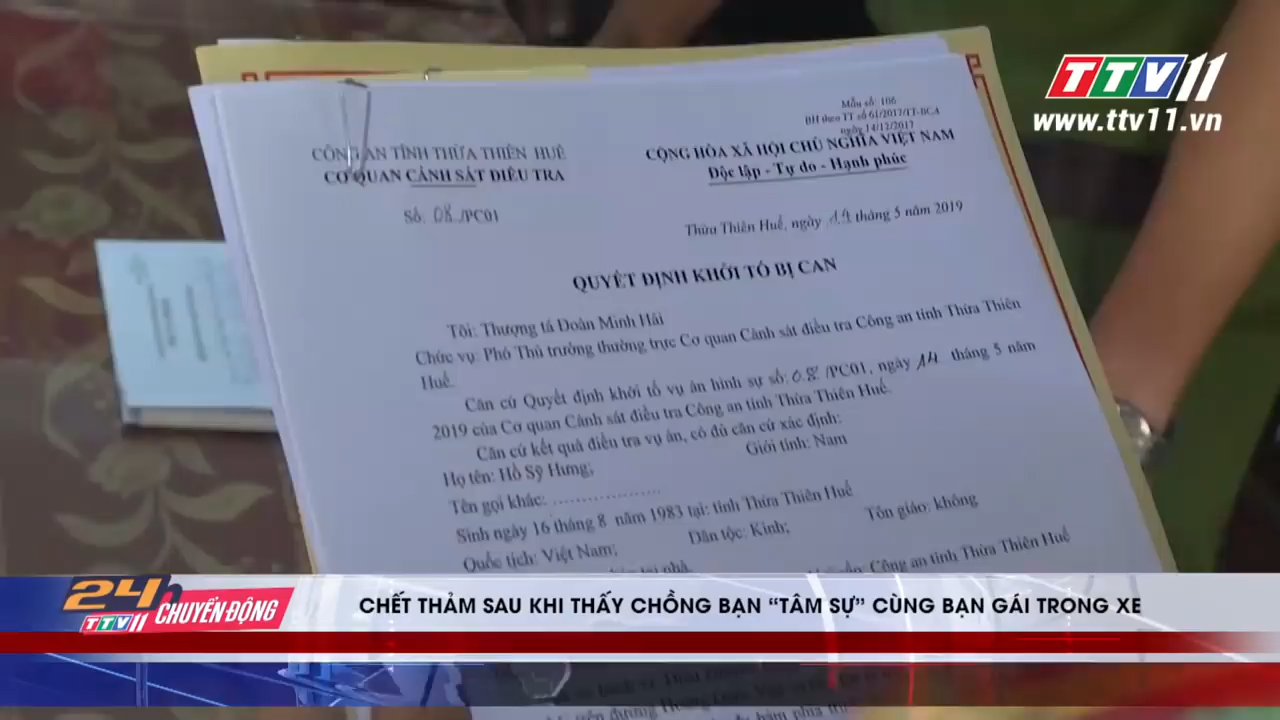 TTV11
www.ttv11.vn
Mẫu số: 106
BH theo TT số 61/2017/TT-BCA
ngày 14/12/2017
CÔNG AN TỈNH THỪA THIÊN HUẾ
CƠ QUAN CẢNH SÁT ĐIỀU TRA
CỘNG HÒA XÃ HỘI CHỦ NGHĨA VIỆT NAM
Độc lập - Tự do - Hạnh phúc
Số: 08./PC01
Thừa Thiên Huế, ngày 14 tháng 5 năm 2019
QUYẾT ĐỊNH KHỞI TỐ BỊ CAN
Tôi: Thượng tá Đoàn Minh Hải
Chức vụ: Phó Thủ trưởng thường trực Cơ quan Cảnh sát điều tra Công an tỉnh Thừa Thiên
Huế.
Căn cứ Quyết định khởi tố vụ án hình sự số: 08 /PC01, ngày 14 tháng 5 năm
2019 của Cơ quan Cảnh sát điều tra Công an tỉnh Thừa Thiên Huế.
Căn cứ kết quả điều tra vụ án, có đủ căn cứ xác định:
Họ tên: Hồ Sỹ Hưng; Giới tính: Nam
Tên gọi khác: ....................
Sinh ngày 16 tháng 8 năm 1983 tại: tỉnh Thừa Thiên Huế
Quốc tịch: Việt Nam; Dân tộc: Kinh; Tôn giáo: không
tại nhà. Công an tỉnh Thừa Thiên Huế
24h
TTV11
CHUYỂN ĐỘNG
CHẾT THẢM SAU KHI THẤY CHỒNG BẠN “TÂM SỰ” CÙNG BẠN GÁI TRONG XE